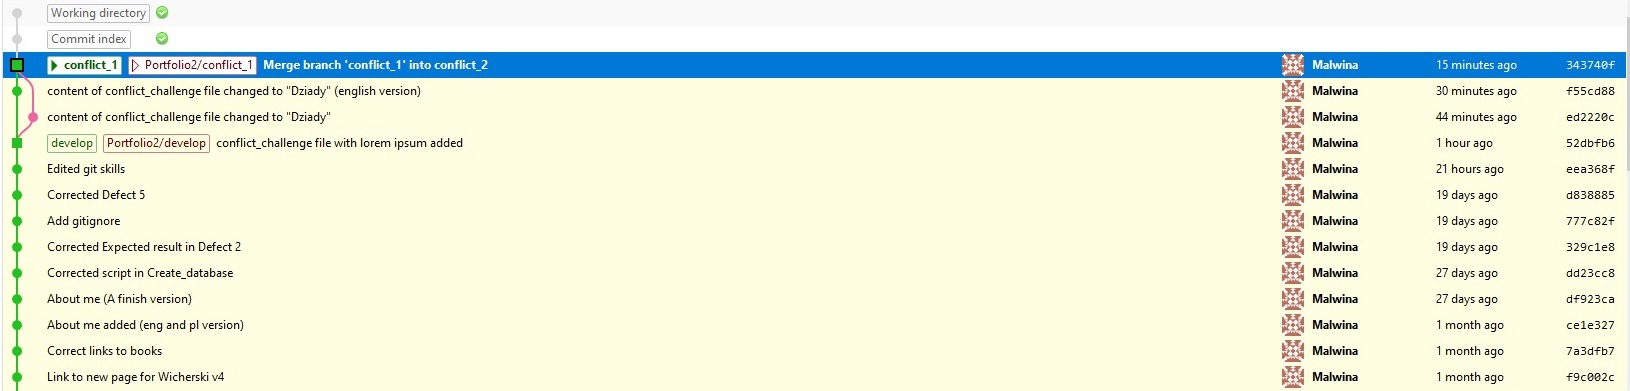 Working directory
Commit index
conflict_1 Portfolio2/conflict_1 Merge branch 'conflict_1' into conflict_2 Malwina 15 minutes ago 343740f
content of conflict_challenge file changed to "Dziady" (english version) Malwina 30 minutes ago f55cd88
content of conflict_challenge file changed to "Dziady" Malwina 44 minutes ago ed2220c
develop Portfolio2/develop conflict_challenge file with lorem ipsum added Malwina 1 hour ago 52dbfb6
Edited git skills Malwina 21 hours ago eea368f
Corrected Defect 5 Malwina 19 days ago d838885
Add gitignore Malwina 19 days ago 777c82f
Corrected Expected result in Defect 2 Malwina 19 days ago 329c1e8
Corrected script in Create_database Malwina 27 days ago dd23cc8
About me (A finish version) Malwina 27 days ago df923ca
About me added (eng and pl version) Malwina 1 month ago ce1e327
Correct links to books Malwina 1 month ago 7a3dfb7
Link to new page for Wicherski v4 Malwina 1 month ago f9c002c